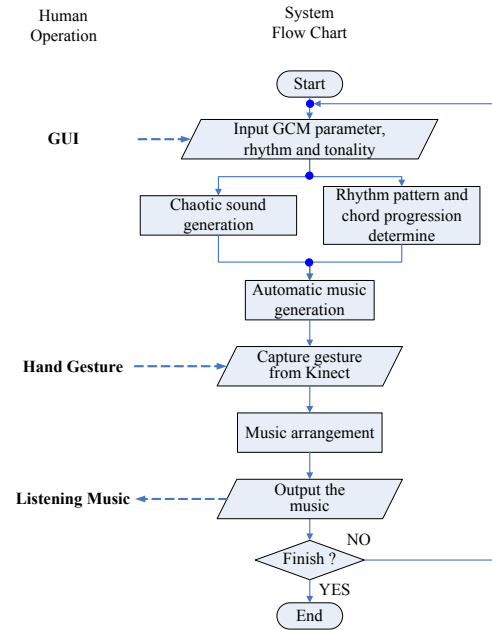 Human
Operation
System
Flow Chart
Start
GUI
Input GCM parameter,
rhythm and tonality
Chaotic sound
generation
Rhythm pattern and
chord progression
determine
Automatic music
generation
Hand Gesture
Capture gesture
from Kinect
Music arrangement
Listening Music
Output the
music
Finish ?
NO
YES
End